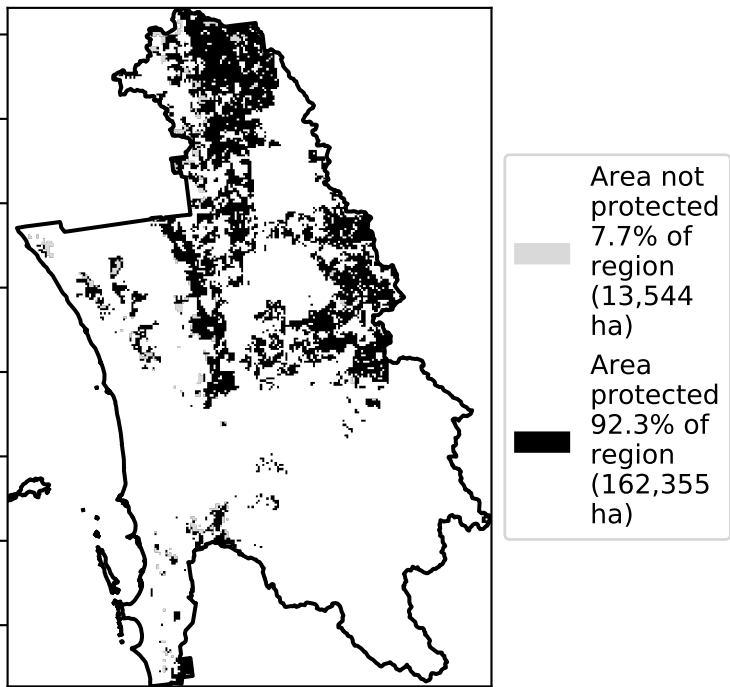 Area not
protected
7.7% of
region
(13,544
ha)
Area
protected
92.3% of
region
(162,355
ha)